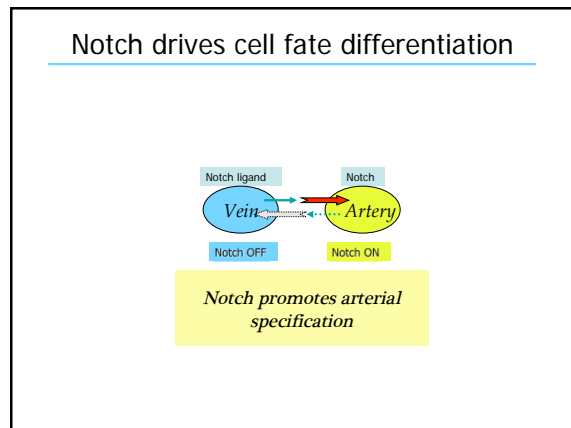 Notch drives cell fate differentiation
Notch ligand
Notch
Vein
Artery
Notch OFF
Notch ON
Notch promotes arterial
specification